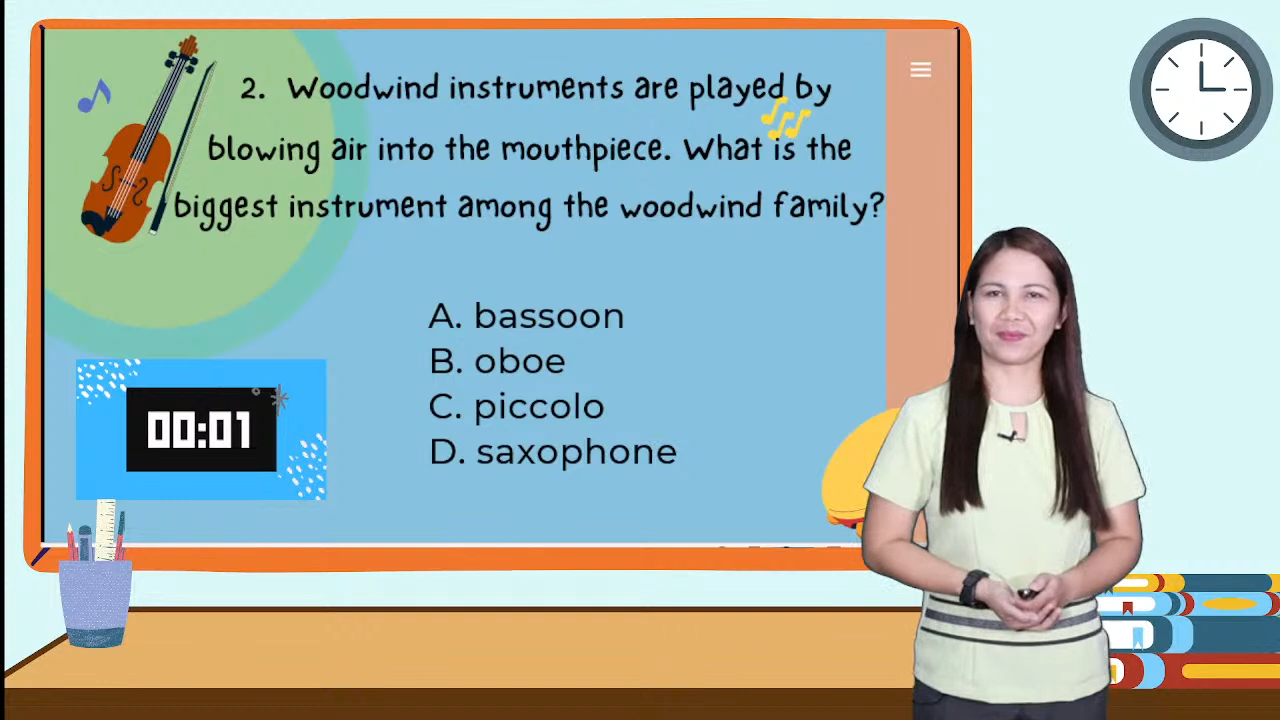 2. Woodwind instruments are played by
blowing air into the mouthpiece. What is the
biggest instrument among the woodwind family?
A. bassoon
B. oboe
C. piccolo
D. saxophone
00:01